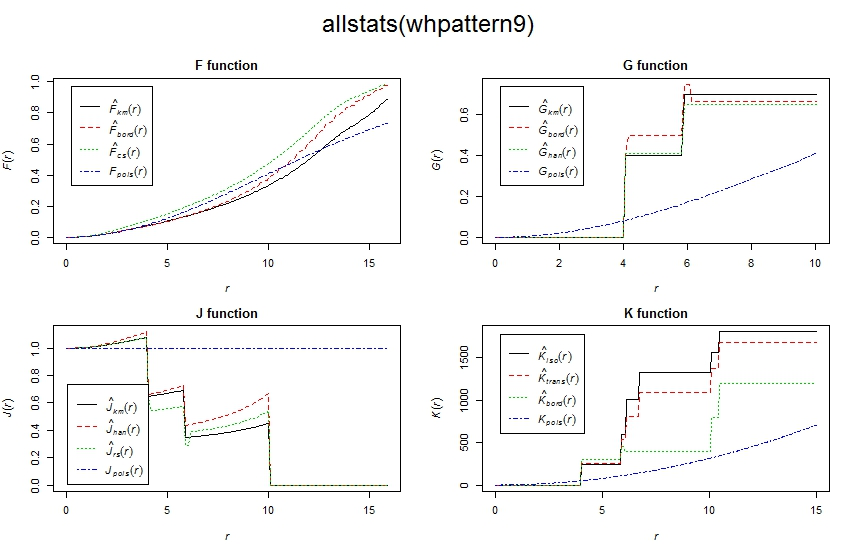 allstats(whpattern9)
F function
F(r)
0.0 0.2 0.4 0.6 0.8 1.0
F̂km(r)
F̂bord(r)
F̂cs(r)
Fpois(r)
0 5 10 15
r
G function
G(r)
0.0 0.2 0.4 0.6
Ĝkm(r)
Ĝbord(r)
Ĝhan(r)
Gpois(r)
0 2 4 6 8 10
r
J function
J(r)
0.0 0.2 0.4 0.6 0.8 1.0
Ĵkm(r)
Ĵhan(r)
Ĵrs(r)
Jpois(r)
0 5 10 15
r
K function
K(r)
0 500 1500
K̂iso(r)
K̂trans(r)
K̂bord(r)
Kpois(r)
0 5 10 15
r